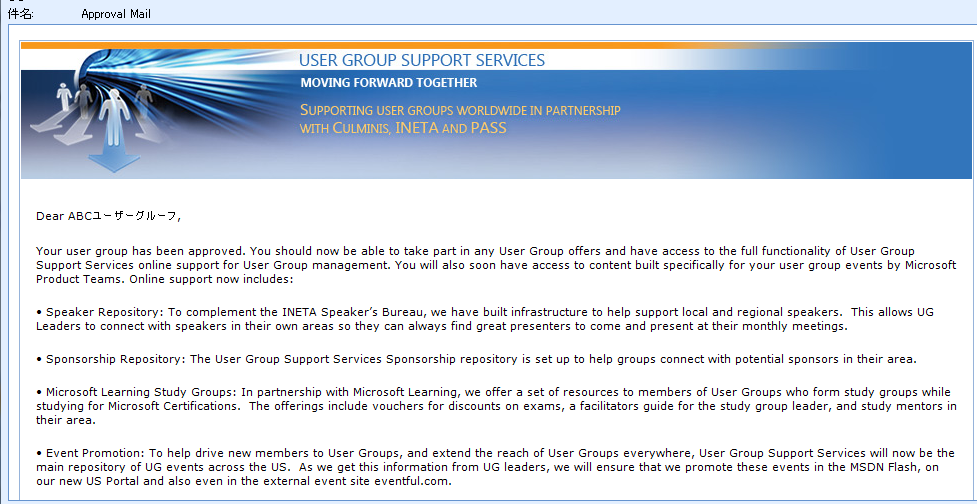 件名: Approval Mail
USER GROUP SUPPORT SERVICES
MOVING FORWARD TOGETHER
SUPPORTING USER GROUPS WORLDWIDE IN PARTNERSHIP
WITH CULMINIS, INETA AND PASS
Dear ABCユーザーグループ,
Your user group has been approved. You should now be able to take part in any User Group offers and have access to the full functionality of User Group
Support Services online support for User Group management. You will also soon have access to content built specifically for your user group events by Microsoft
Product Teams. Online support now includes:
• Speaker Repository: To complement the INETA Speaker’s Bureau, we have built infrastructure to help support local and regional speakers.  This allows UG
Leaders to connect with speakers in their own areas so they can always find great presenters to come and present at their monthly meetings.
• Sponsorship Repository: The User Group Support Services Sponsorship repository is set up to help groups connect with potential sponsors in their area.
• Microsoft Learning Study Groups: In partnership with Microsoft Learning, we offer a set of resources to members of User Groups who form study groups while
studying for Microsoft Certifications.  The offerings include vouchers for discounts on exams, a facilitators guide for the study group leader, and study mentors in
their area.
• Event Promotion: To help drive new members to User Groups, and extend the reach of User Groups everywhere, User Group Support Services will now be the
main repository of UG events across the US.  As we get this information from UG leaders, we will ensure that we promote these events in the MSDN Flash, on
our new US Portal and also even in the external event site eventful.com.